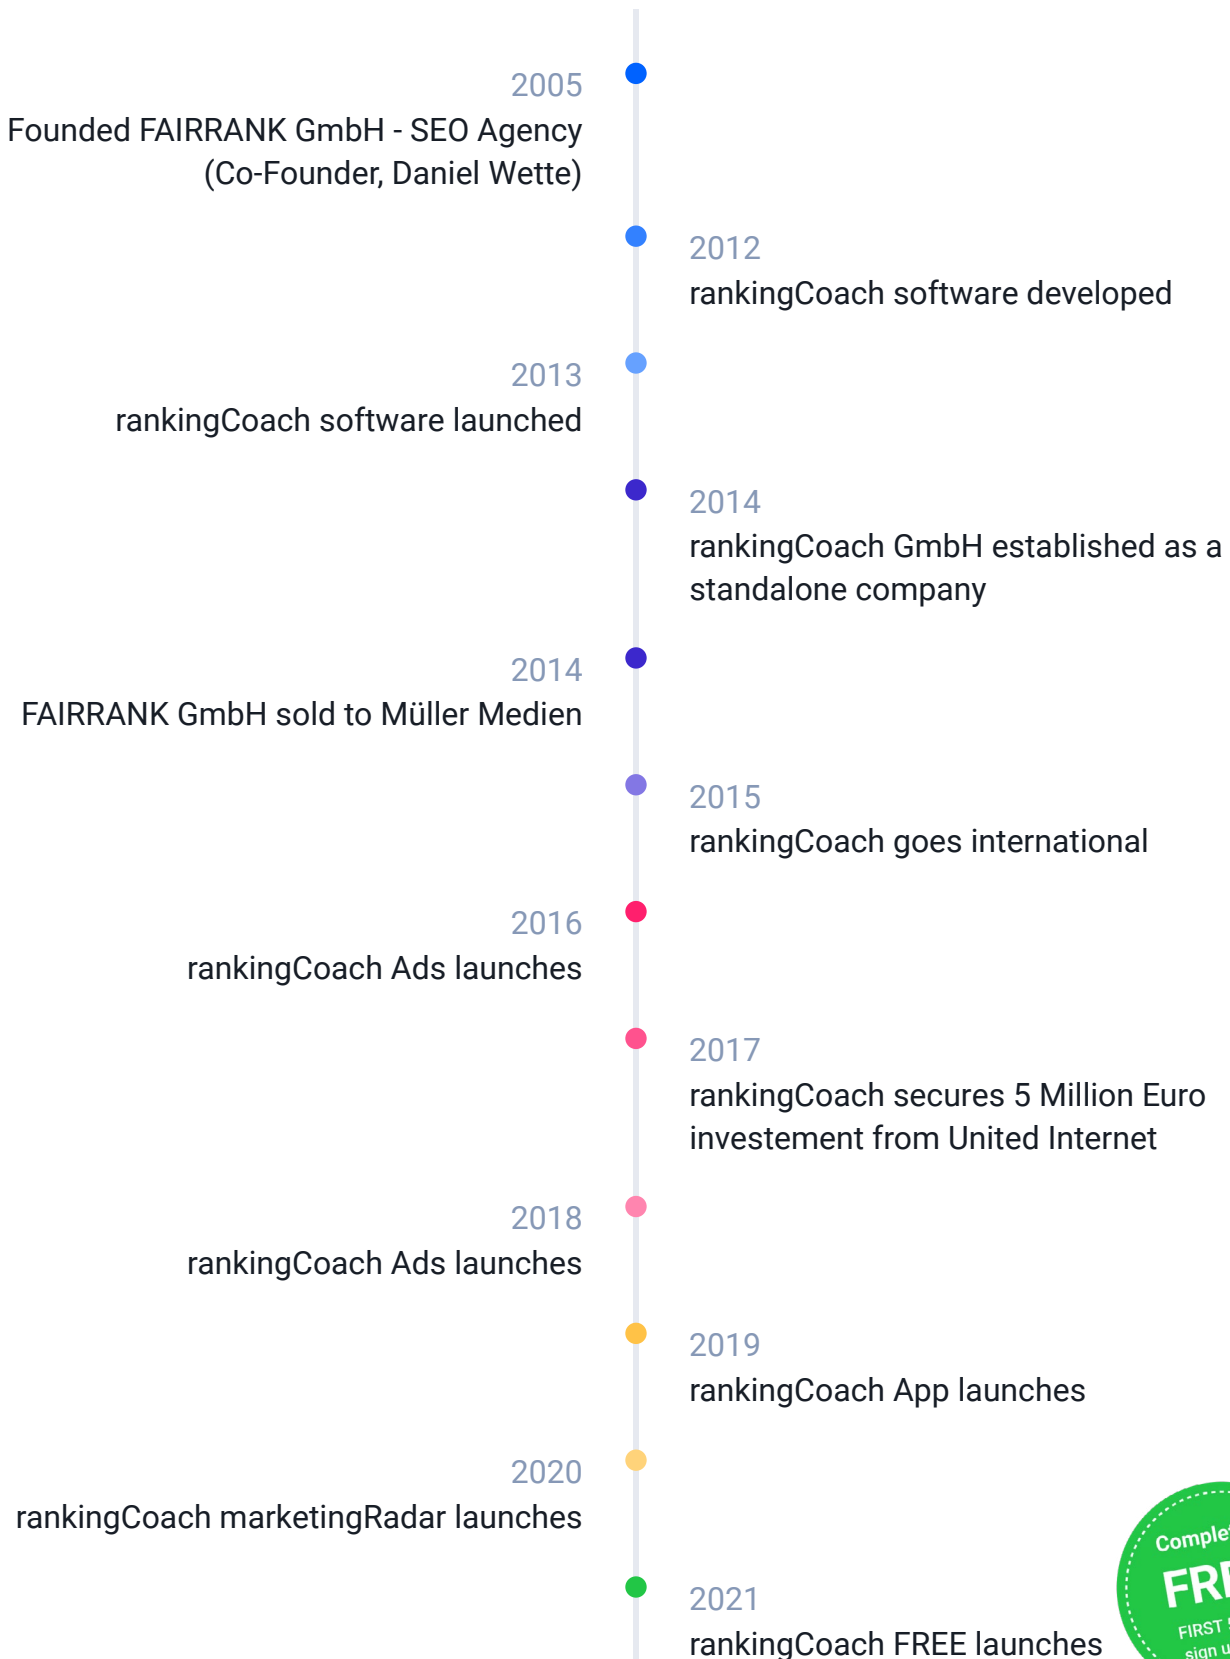 2005
Founded FAIRRANK GmbH - SEO Agency
(Co-Founder, Daniel Wette)
2012
rankingCoach software developed
2013
rankingCoach software launched
2014
rankingCoach GmbH established as a
standalone company
2014
FAIRRANK GmbH sold to Müller Medien
2015
rankingCoach goes international
2016
rankingCoach Ads launches
2017
rankingCoach secures 5 Million Euro
investement from United Internet
2018
rankingCoach Ads launches
2019
rankingCoach App launches
2020
rankingCoach marketingRadar launches
2021
rankingCoach FREE launches
FIRST
sign